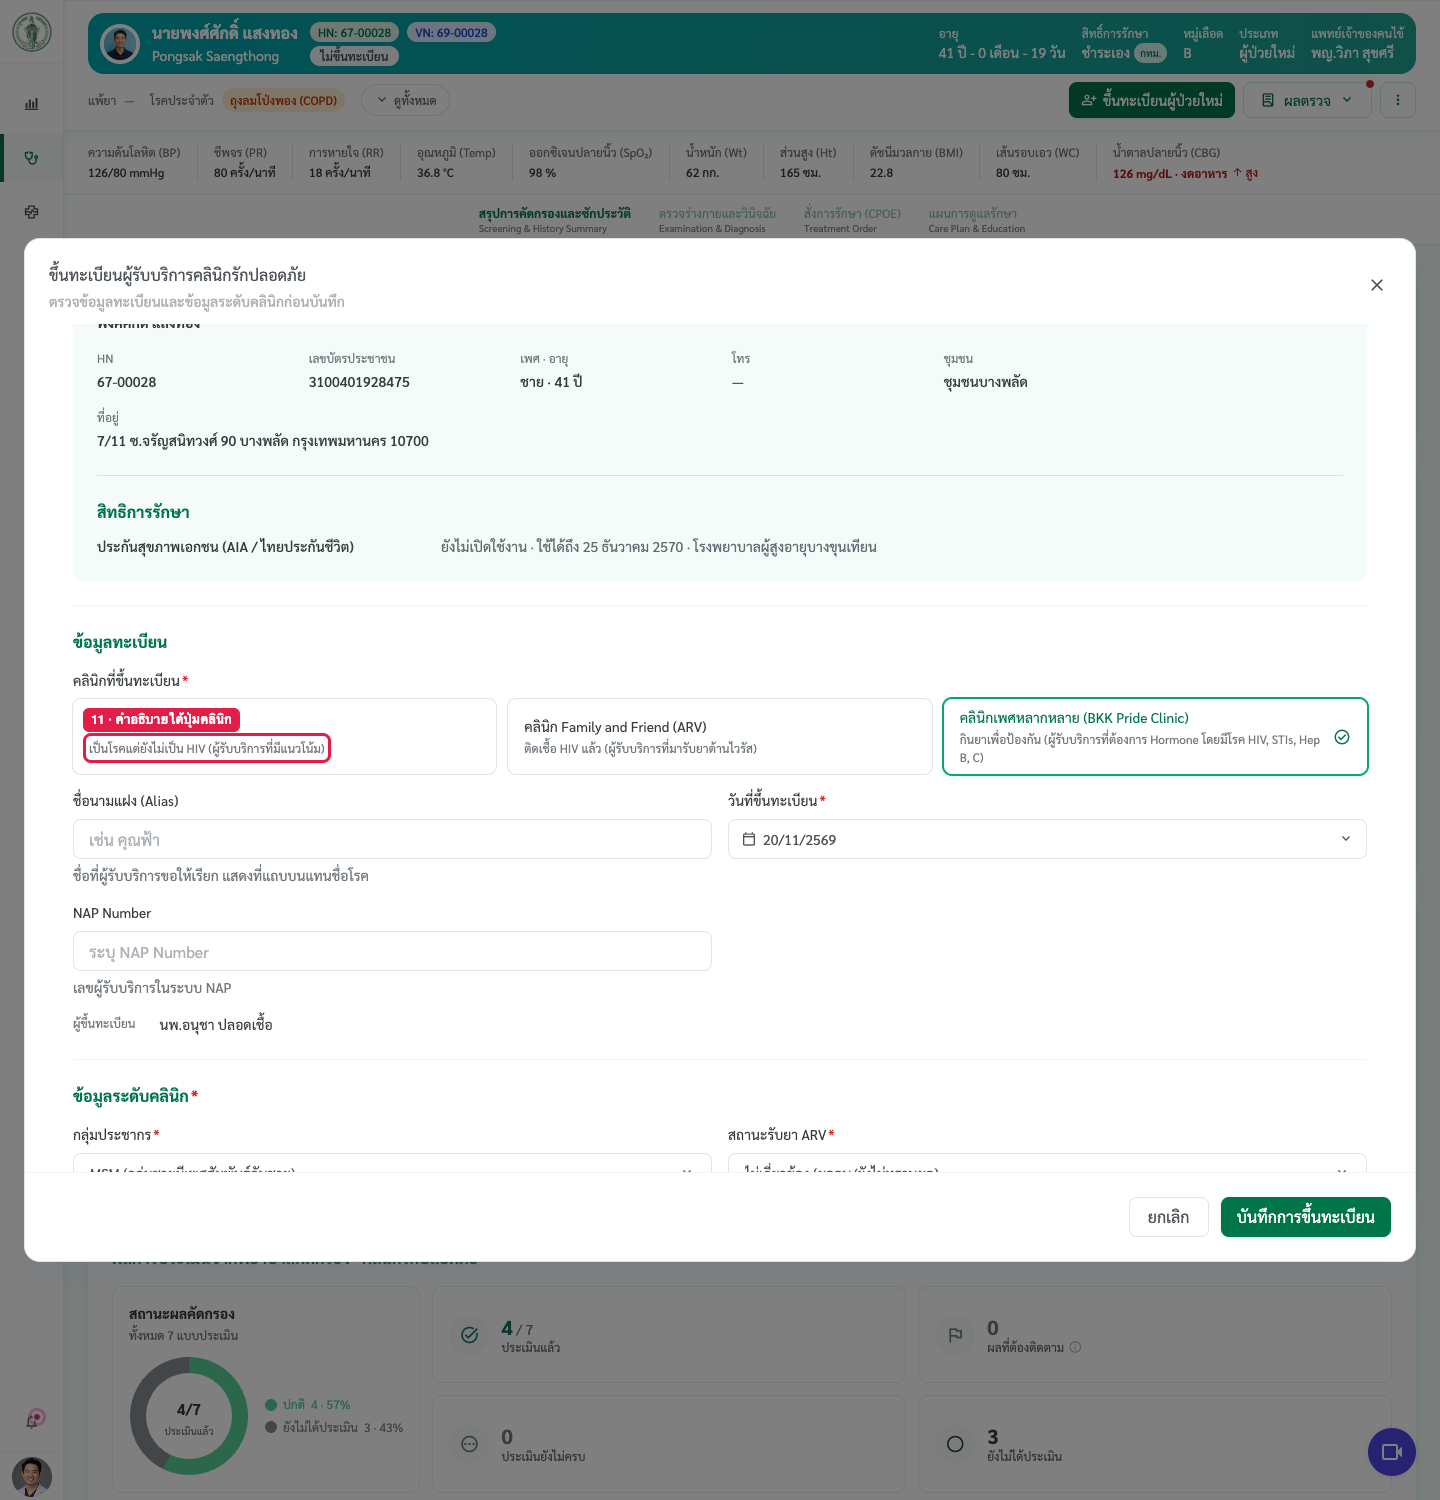 นายพงศ์ศักดิ์ แสงทอง
HN: 67-00028
VN: 69-00028
Pongsak Saengthong
ไม่ขึ้นทะเบียน
อายุ
41 ปี - 0 เดือน - 19 วัน
สิทธิ์การรักษา
ชำระเอง กทม.
หมู่เลือด
B
ประเภท
ผู้ป่วยใหม่
แพทย์เจ้าของคนไข้
พญ.วิภา สุขศรี
แพ้ยา —
โรคประจำตัว ถุงลมโป่งพอง (COPD)
ดูทั้งหมด
ขึ้นทะเบียนผู้ป่วยใหม่
ผลตรวจ
ความดันโลหิต (BP)
126/80 mmHg
ชีพจร (PR)
80 ครั้ง/นาที
การหายใจ (RR)
18 ครั้ง/นาที
อุณหภูมิ (Temp)
36.8 °C
ออกซิเจนปลายนิ้ว (SpO₂)
98 %
น้ำหนัก (Wt)
62 กก.
ส่วนสูง (Ht)
165 ซม.
ดัชนีมวลกาย (BMI)
22.8
เส้นรอบเอว (WC)
80 ซม.
น้ำตาลปลายนิ้ว (CBG)
126 mg/dL · งดอาหาร ↑ สูง
สรุปการคัดกรองและซักประวัติ
Screening & History Summary
ตรวจร่างกายและวินิจฉัย
Examination & Diagnosis
สั่งการรักษา (CPOE)
Treatment Order
แผนการดูแลรักษา
Care Plan & Education
ขึ้นทะเบียนผู้รับบริการคลินิกรักปลอดภัย
ตรวจข้อมูลทะเบียนและข้อมูลระดับคลินิกก่อนบันทึก
พงศ์ศักดิ์ แสงทอง
HN
67-00028
เลขบัตรประชาชน
3100401928475
เพศ · อายุ
ชาย · 41 ปี
โทร
—
ชุมชน
ชุมชนบางพลัด
ที่อยู่
7/11 ซ.จรัญสนิทวงศ์ 90 บางพลัด กรุงเทพมหานคร 10700
สิทธิการรักษา
ประกันสุขภาพเอกชน (AIA / ไทยประกันชีวิต)
ยังไม่เปิดใช้งาน · ใช้ได้ถึง 25 ธันวาคม 2570 · โรงพยาบาลผู้สูงอายุบางขุนเทียน
ข้อมูลทะเบียน
คลินิกที่ขึ้นทะเบียน*
11 · คำอธิบายใต้ปุ่มคลินิก
เป็นโรคแต่ยังไม่เป็น HIV (ผู้รับบริการที่มีแนวโน้ม)
คลินิก Family and Friend (ARV)
ติดเชื้อ HIV แล้ว (ผู้รับบริการที่มารับยาต้านไวรัส)
คลินิกเพศหลากหลาย (BKK Pride Clinic)
กินยาเพื่อป้องกัน (ผู้รับบริการที่ต้องการ Hormone โดยมีโรค HIV, STIs, Hep
B, C)
ชื่อนามแฝง (Alias)
เช่น คุณฟ้า
ชื่อที่ผู้รับบริการขอให้เรียก แสดงที่แถบบนแทนชื่อโรค
วันที่ขึ้นทะเบียน*
20/11/2569
NAP Number
ระบุ NAP Number
เลขผู้รับบริการในระบบ NAP
ผู้ขึ้นทะเบียน นพ.อนุชา ปลอดเชื้อ
ข้อมูลระดับคลินิก*
กลุ่มประชากร*
สถานะรับยา ARV*
ยกเลิก
บันทึกการขึ้นทะเบียน
สถานะผลคัดกรอง
ทั้งหมด 7 แบบประเมิน
4/7
ประเมินแล้ว
ปกติ 4 · 57%
ยังไม่ได้ประเมิน 3 · 43%
4 / 7
ประเมินแล้ว
0
ผลที่ต้องติดตาม
0
ประเมินยังไม่ครบ
3
ยังไม่ได้ประเมิน